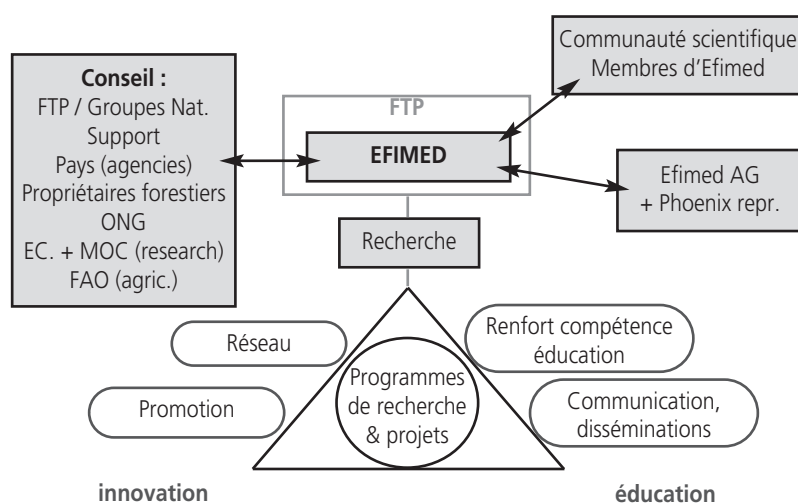 Conseil :
FTP / Groupes Nat.
Support
Pays (agencies)
Propriétaires forestiers
ONG
EC. + MOC (research)
FAO (agric.)
FTP
EFIMED
Communauté scientifique
Membres d'Efimed
Efimed AG
+ Phoenix repr.
Recherche
Réseau
Promotion
Programmes
de recherche
& projets
Renfort compétence
éducation
Communication,
disséminations
innovation
éducation